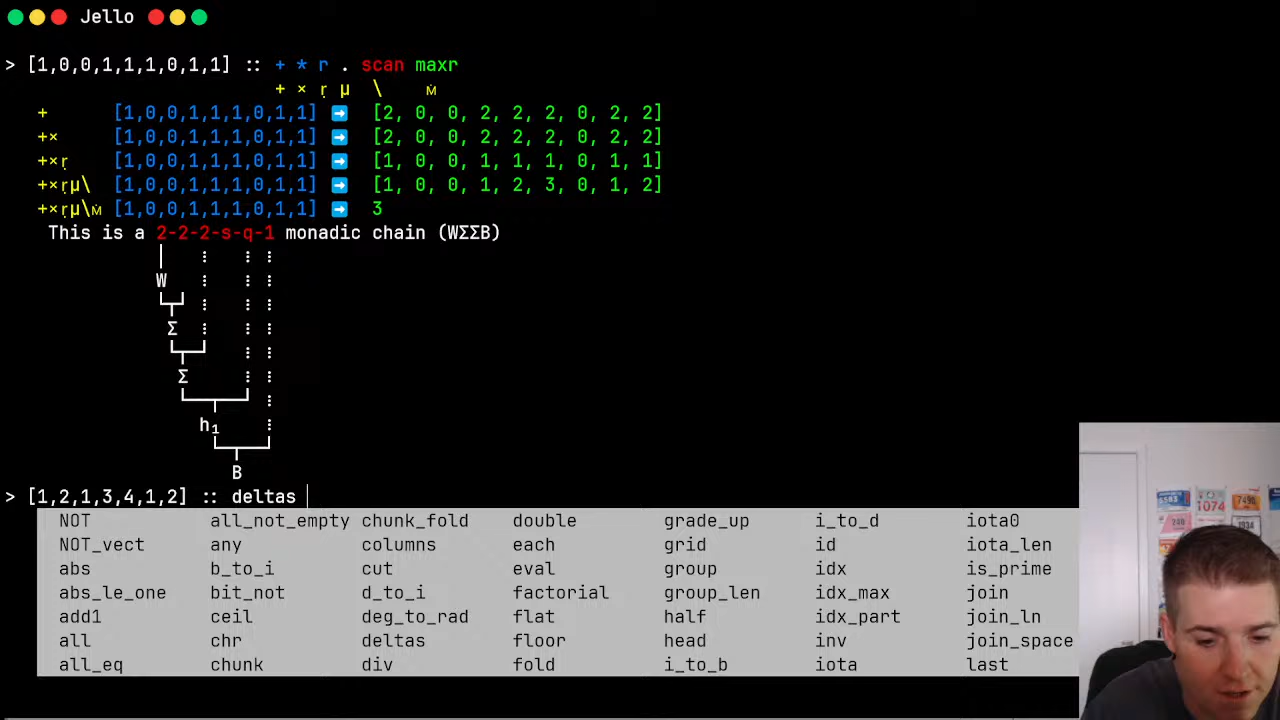 Jello
> [1,0,0,1,1,1,0,1,1] :: + * r . scan maxr
+ × ṛ µ \ Ṁ
+ [1,0,0,1,1,1,0,1,1] ➡ [2, 0, 0, 2, 2, 2, 0, 2, 2]
+× [1,0,0,1,1,1,0,1,1] ➡ [2, 0, 0, 2, 2, 2, 0, 2, 2]
+×ṛ [1,0,0,1,1,1,0,1,1] ➡ [1, 0, 0, 1, 1, 1, 0, 1, 1]
+×ṛµ\ [1,0,0,1,1,1,0,1,1] ➡ [1, 0, 0, 1, 2, 3, 0, 1, 2]
+×ṛµ\Ṁ [1,0,0,1,1,1,0,1,1] ➡ 3
This is a 2-2-2-s-q-1 monadic chain (WΣΣB)
W
Σ
Σ
h₁
B
> [1,2,1,3,4,1,2] :: deltas
NOT all_not_empty chunk_fold double grade_up i_to_d iota0
NOT_vect any columns each grid id iota_len
abs b_to_i cut eval group idx is_prime
abs_le_one bit_not d_to_i factorial group_len idx_max join
add1 ceil deg_to_rad flat half idx_part join_ln
all chr deltas floor head inv join_space
all_eq chunk div fold i_to_b iota last